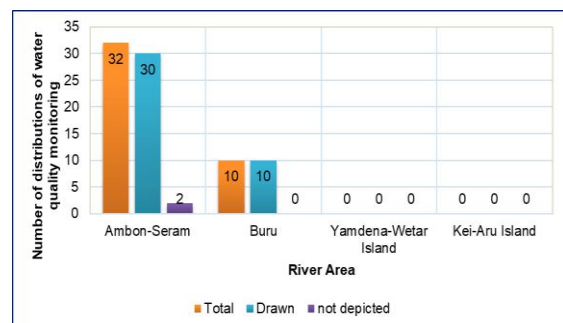 Number of distributions of water
quality monitoring
35
30
25
20
15
10
5
0
32
30
2
10
10
0
0
0
0
0
0
0
Ambon-Seram
Buru
Yamdena-Wetar
Island
Kei-Aru Island
River Area
Total
Drawn
not depicted